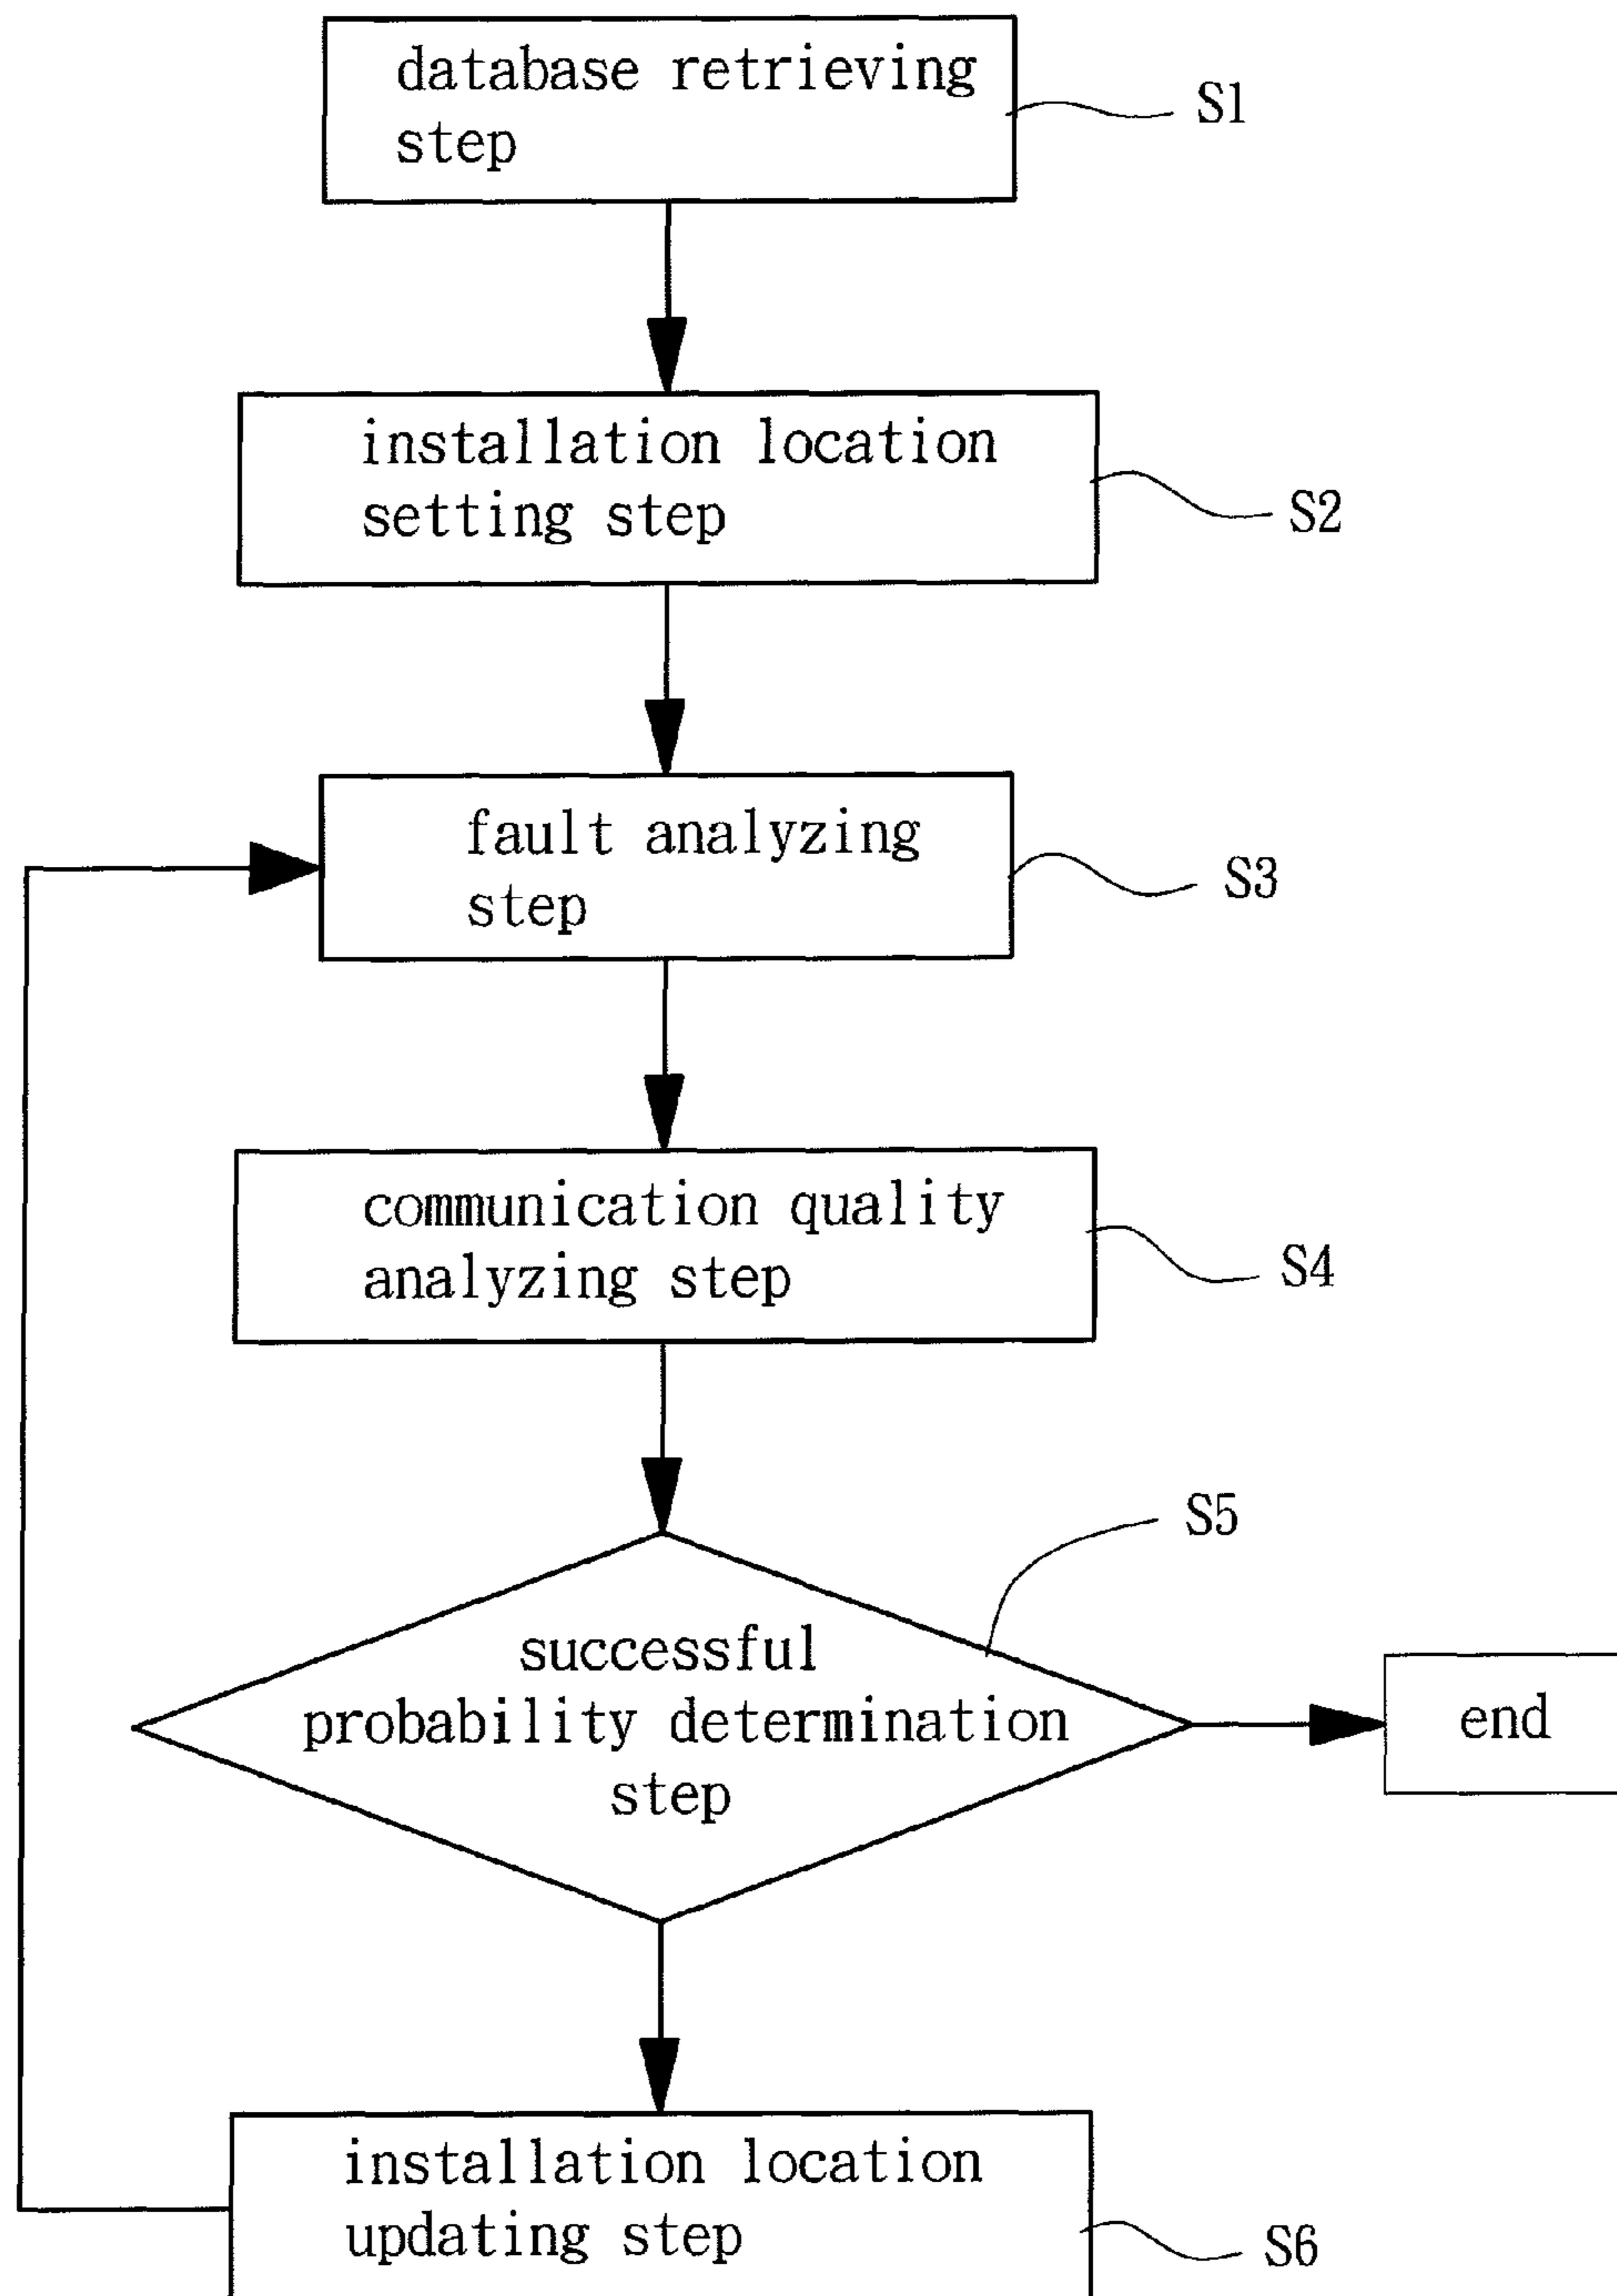 database retrieving
step
S1
installation location
setting step
S2
fault analyzing
step
S3
communication quality
analyzing step
S4
S5
successful
probability determination
step
end
installation location
updating step
S6